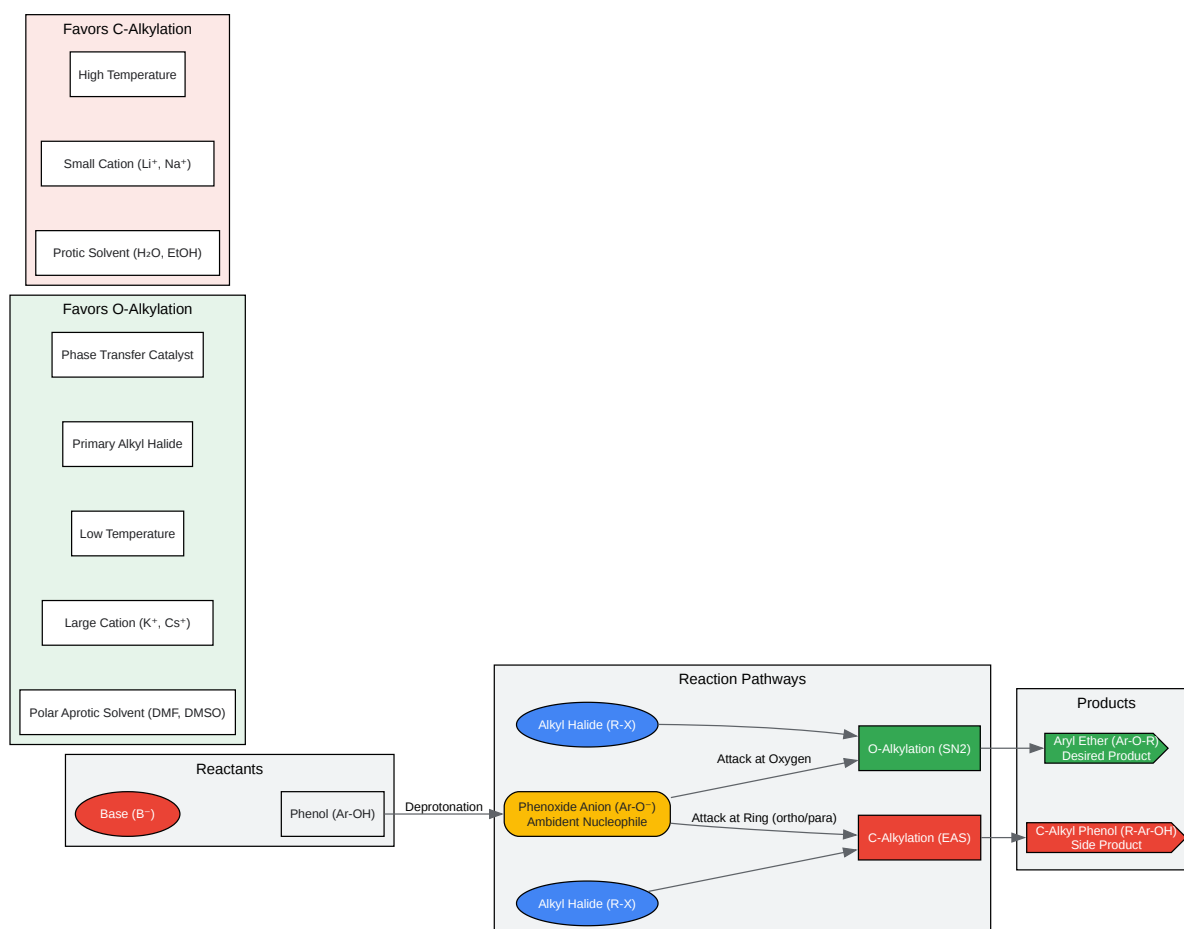 Favors C-Alkylation
High Temperature
Small Cation (Li⁺, Na⁺)
Protic Solvent (H₂O, EtOH)
Favors O-Alkylation
Phase Transfer Catalyst
Primary Alkyl Halide
Low Temperature
Large Cation (K⁺, Cs⁺)
Polar Aprotic Solvent (DMF, DMSO)
Reactants
Base (B⁻)
Phenol (Ar-OH)
Deprotonation
Reaction Pathways
Alkyl Halide (R-X)
Attack at Oxygen
O-Alkylation (SN2)
Phenoxide Anion (Ar-O⁻)
Ambident Nucleophile
Attack at Ring (ortho/para)
C-Alkylation (EAS)
Alkyl Halide (R-X)
Products
Aryl Ether (Ar-O-R)
Desired Product
C-Alkyl Phenol (R-Ar-OH)
Side Product